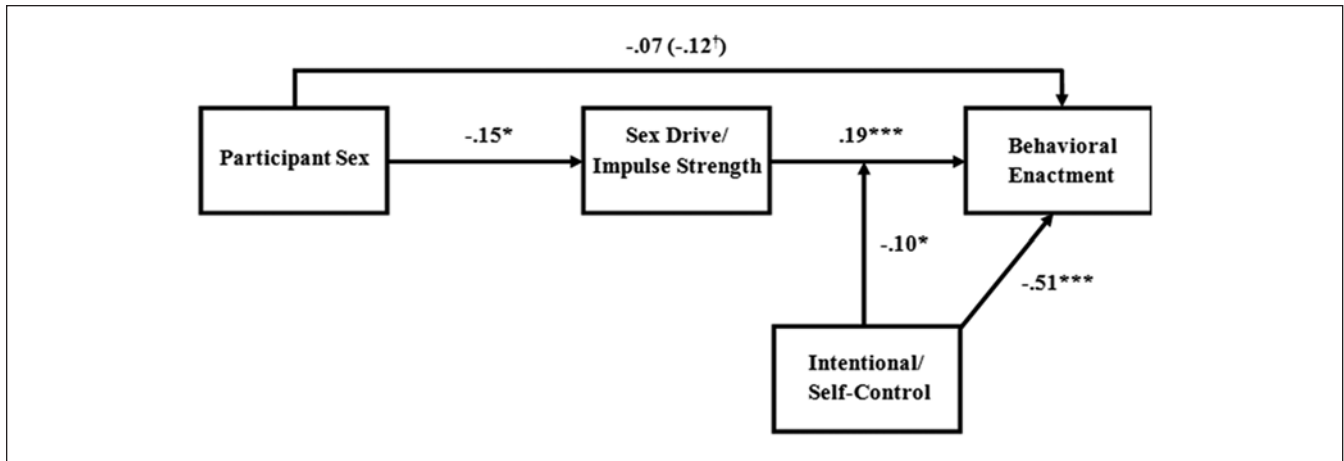 -.07 (-.12†)
Participant Sex
-.15*
Sex Drive/
Impulse Strength
.19***
Behavioral
Enactment
-.10*
-.51***
Intentional/
Self-Control